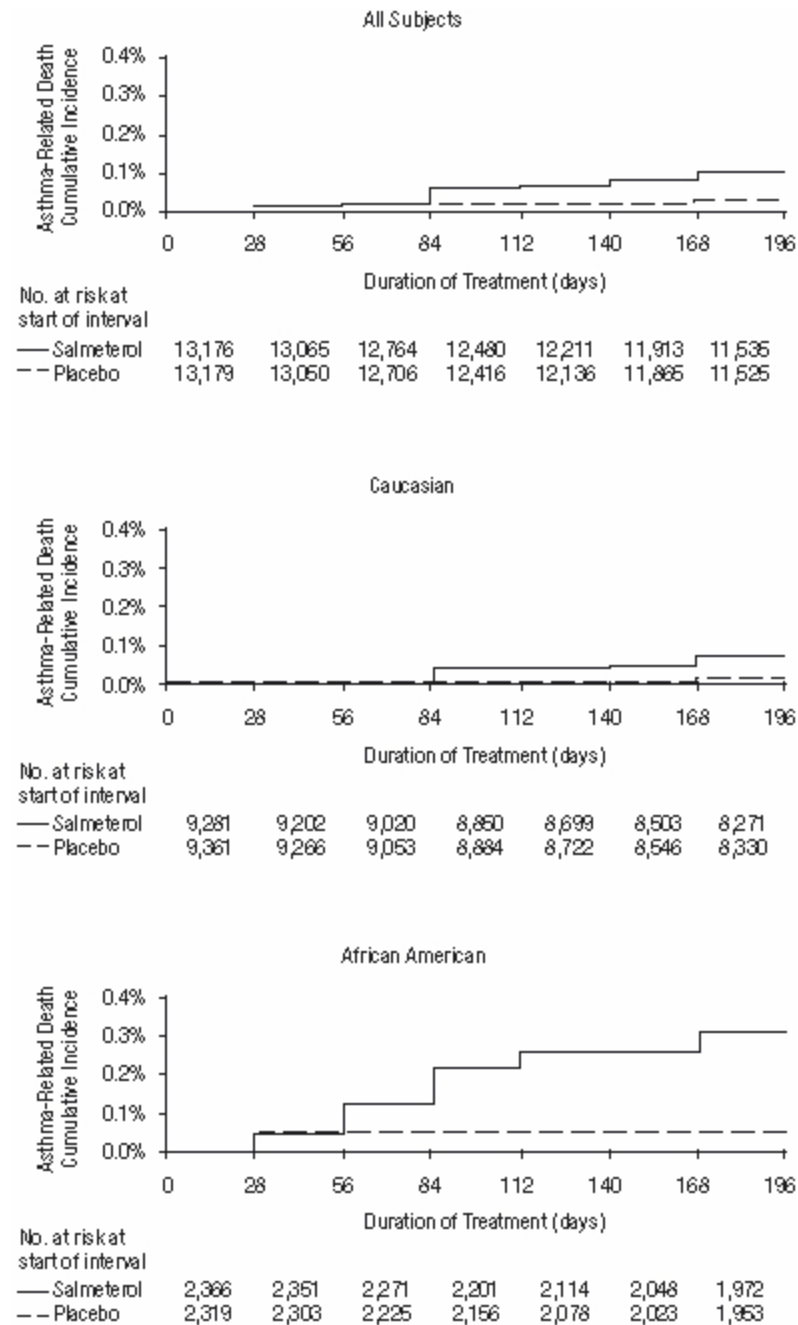 All Subjects
Asthma-Related Death
Cumulative Incidence
0.4%
0.3%
0.2%
0.1%
0.0%
0 28 56 84 112 140 168 196
Duration of Treatment (days)
No. at risk at
start of interval
Salmeterol 13,176 13,065 12,764 12,480 12,211 11,913 11,535
Placebo 13,179 13,050 12,706 12,416 12,136 11,865 11,525
Caucasian
Asthma-Related Death
Cumulative Incidence
0.4%
0.3%
0.2%
0.1%
0.0%
0 28 56 84 112 140 168 196
Duration of Treatment (days)
No. at risk at
start of interval
Salmeterol 9,281 9,202 9,020 8,850 8,699 8,503 8,271
Placebo 9,361 9,266 9,053 8,884 8,722 8,546 8,330
African American
Asthma-Related Death
Cumulative Incidence
0.4%
0.3%
0.2%
0.1%
0.0%
0 28 56 84 112 140 168 196
Duration of Treatment (days)
No. at risk at
start of interval
Salmeterol 2,366 2,351 2,271 2,201 2,114 2,048 1,972
Placebo 2,319 2,303 2,225 2,156 2,078 2,023 1,953